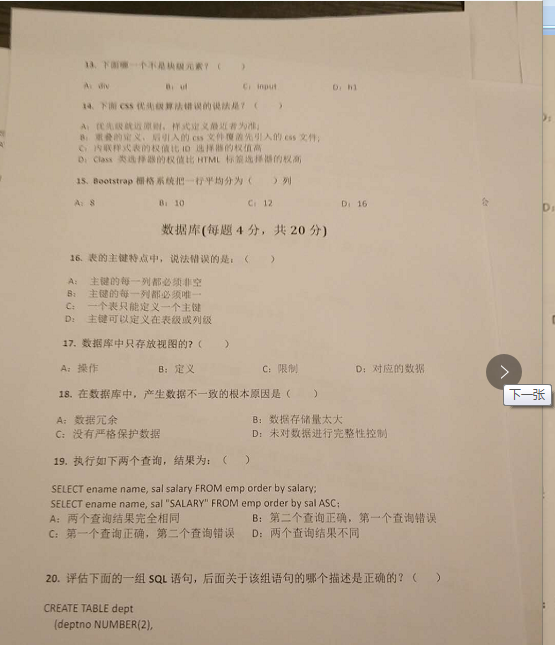 13. 下面哪一个不是块级元素？（ ）
A: div B: ul C: input D: h1
14. 下面 CSS 优先级算法错误的说法是？（ ）
A: 优先级就近原则，样式定义最近者为准;
B: 重叠的定义，后引入的 css 文件覆盖先引入的 css 文件;
C: 内联样式表的权值比 ID 选择器的权值高
D: Class 类选择器的权值比 HTML 标签选择器的权高
15. Bootstrap 栅格系统把一行平均分为（ ）列
A: 8 B: 10 C: 12 D: 16
数据库(每题 4 分，共 20 分)
16. 表的主键特点中，说法错误的是：（ ）
A: 主键的每一列都必须非空
B: 主键的每一列都必须唯一
C: 一个表只能定义一个主键
D: 主键可以定义在表级或列级
17. 数据库中只存放视图的?（ ）
A: 操作 B: 定义 C: 限制 D: 对应的数据
下一张
18. 在数据库中，产生数据不一致的根本原因是（ ）
A: 数据冗余 B: 数据存储量太大
C: 没有严格保护数据 D: 未对数据进行完整性控制
19. 执行如下两个查询，结果为：（ ）
SELECT ename name, sal salary FROM emp order by salary;
SELECT ename name, sal "SALARY" FROM emp order by sal ASC;
A: 两个查询结果完全相同 B: 第二个查询正确，第一个查询错误
C: 第一个查询正确，第二个查询错误 D: 两个查询结果不同
20. 评估下面的一组 SQL 语句，后面关于该组语句的哪个描述是正确的？（ ）
CREATE TABLE dept
(deptno NUMBER(2),